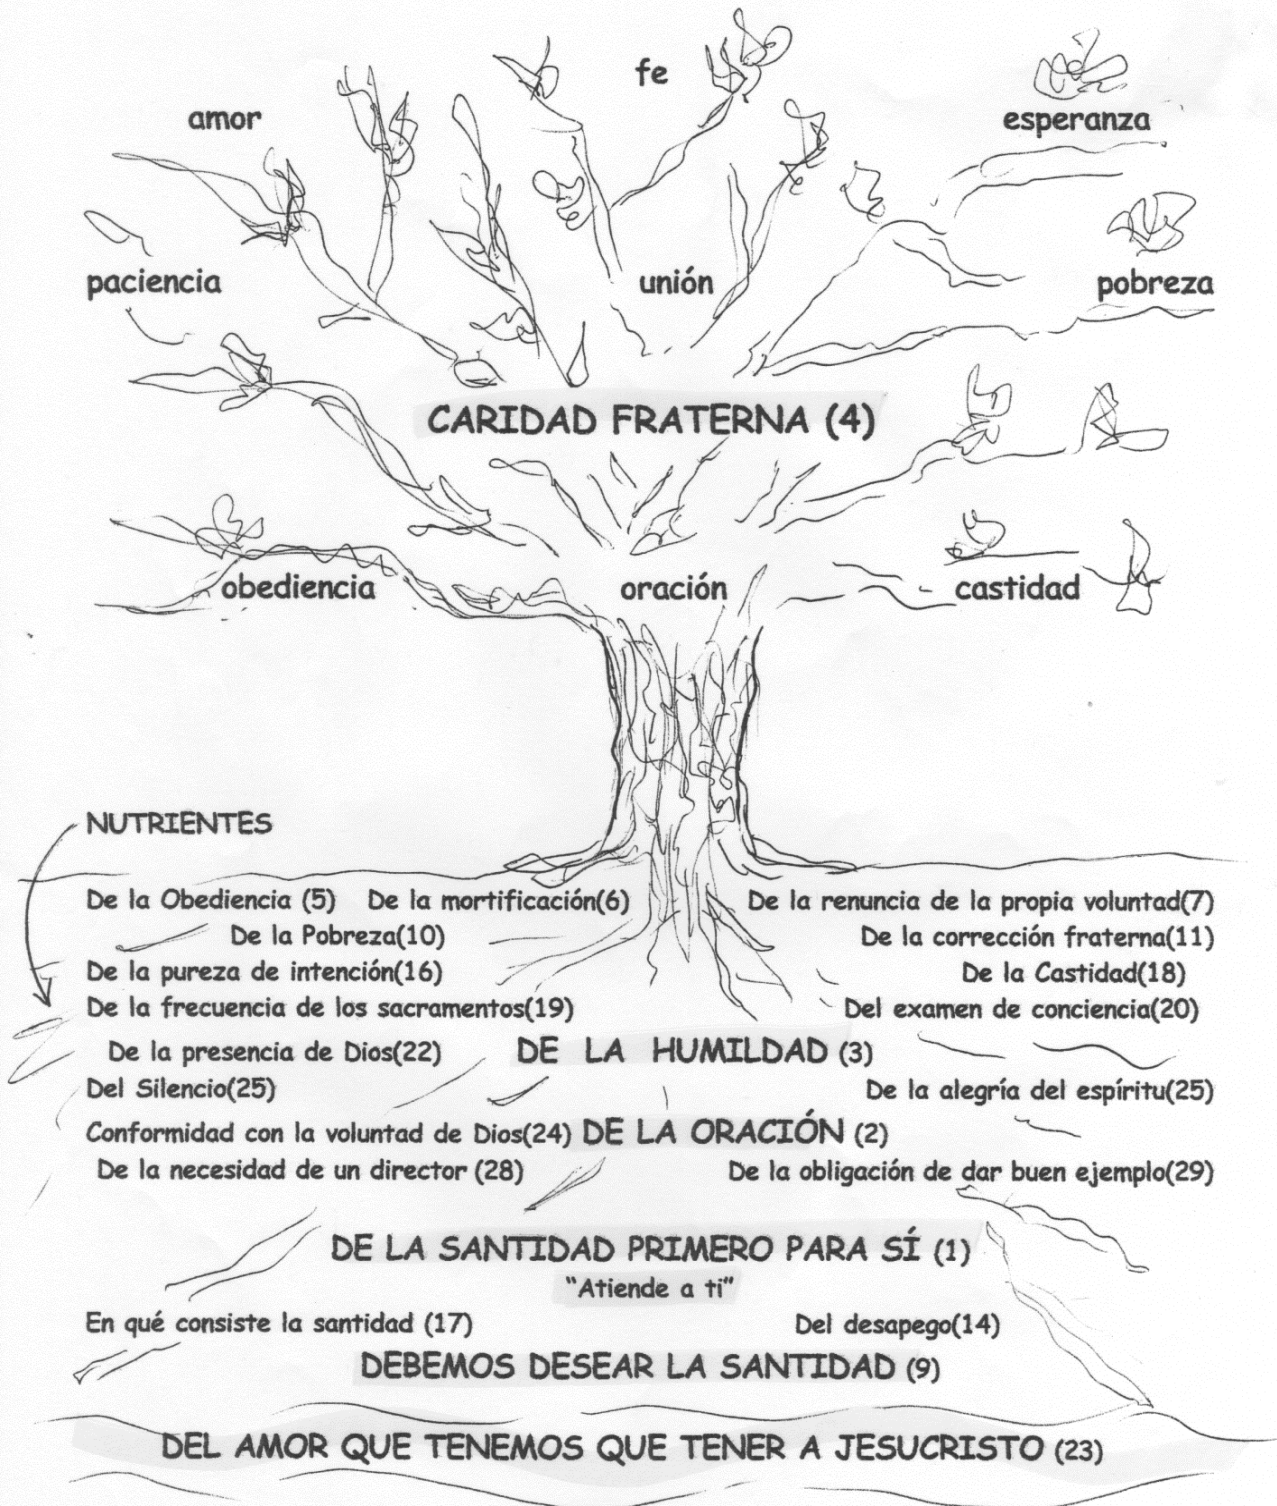 fe
amor
esperanza
paciencia
unión
pobreza
CARIDAD FRATERNA (4)
obediencia
oración
castidad
NUTRIENTES
De la Obediencia (5) De la mortificación(6) De la renuncia de la propia voluntad(7)
De la Pobreza(10) De la corrección fraterna(11)
De la pureza de intención(16) De la Castidad(18)
De la frecuencia de los sacramentos(19) Del examen de conciencia(20)
De la presencia de Dios(22) DE LA HUMILDAD (3)
Del Silencio(25) De la alegría del espíritu(25)
Conformidad con la voluntad de Dios(24) DE LA ORACIÓN (2)
De la necesidad de un director (28) De la obligación de dar buen ejemplo(29)
DE LA SANTIDAD PRIMERO PARA SÍ (1)
"Atiende a ti"
En qué consiste la santidad (17) Del desapego(14)
DEBEMOS DESEAR LA SANTIDAD (9)
DEL AMOR QUE TENEMOS QUE TENER A JESUCRISTO (23)